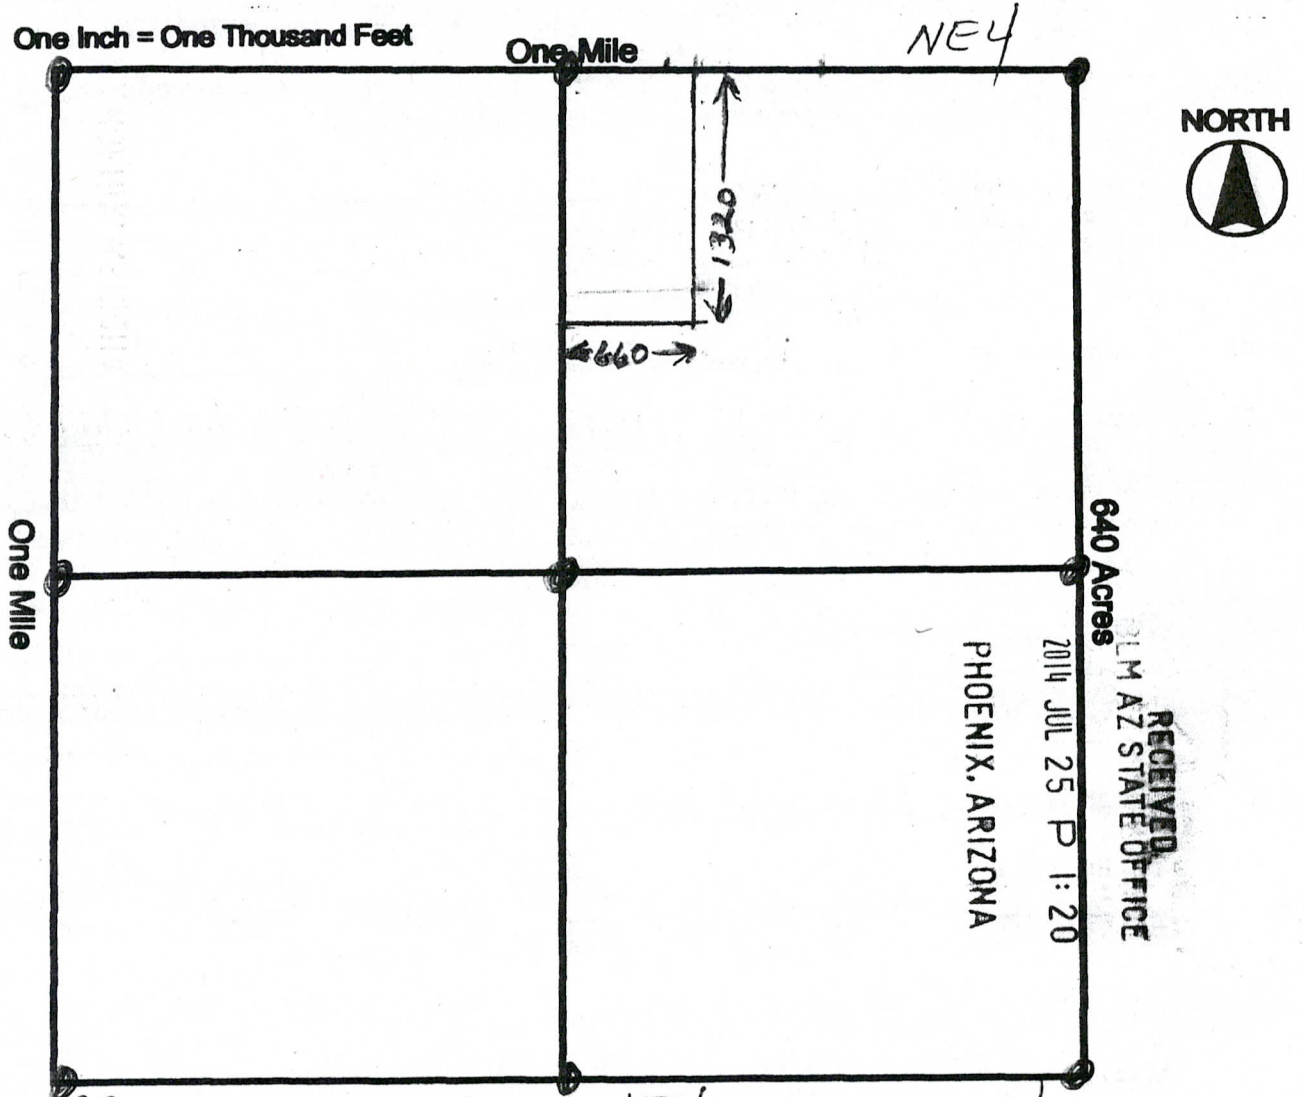 One Inch = One Thousand Feet
One Mile
NE4
NORTH
1320
660
One Mile
640 Acres
RECEIVED
LM AZ STATE OFFICE
2014 JUL 25 P 1:20
PHOENIX, ARIZONA